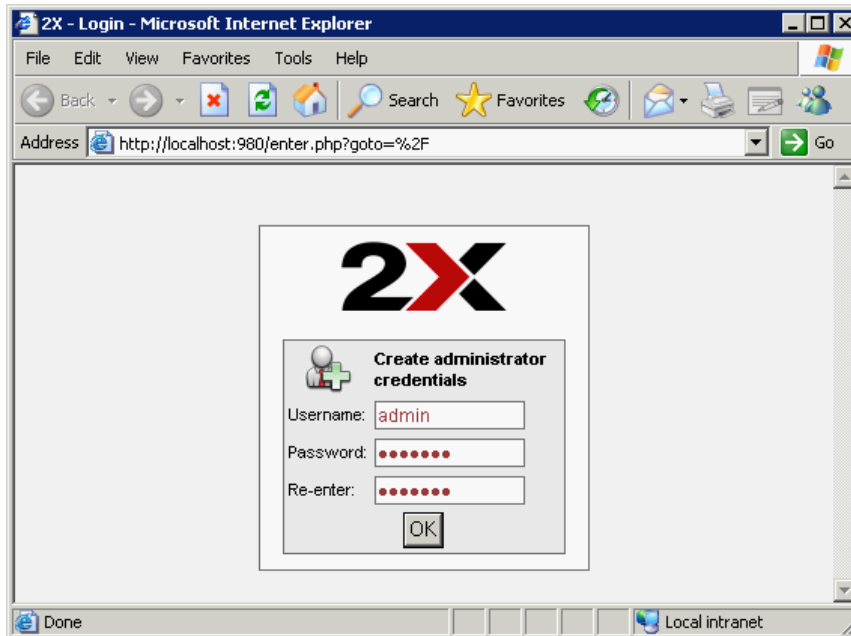 2X - Login - Microsoft Internet Explorer
File Edit View Favorites Tools Help
Back Search Favorites
Address http://localhost:980/enter.php?goto=%2F Go
2X
Create administrator
credentials
Username: admin
Password: •••••••
Re-enter: •••••••
OK
Done Local intranet